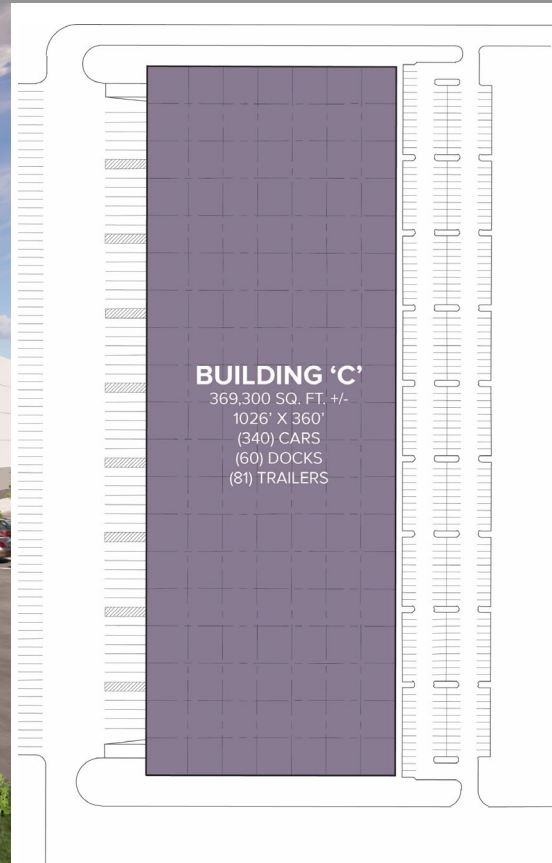 BUILDING ‘C’
369,300 SQ. FT. +/-
1026’ X 360’
(340) CARS
(60) DOCKS
(81) TRAILERS